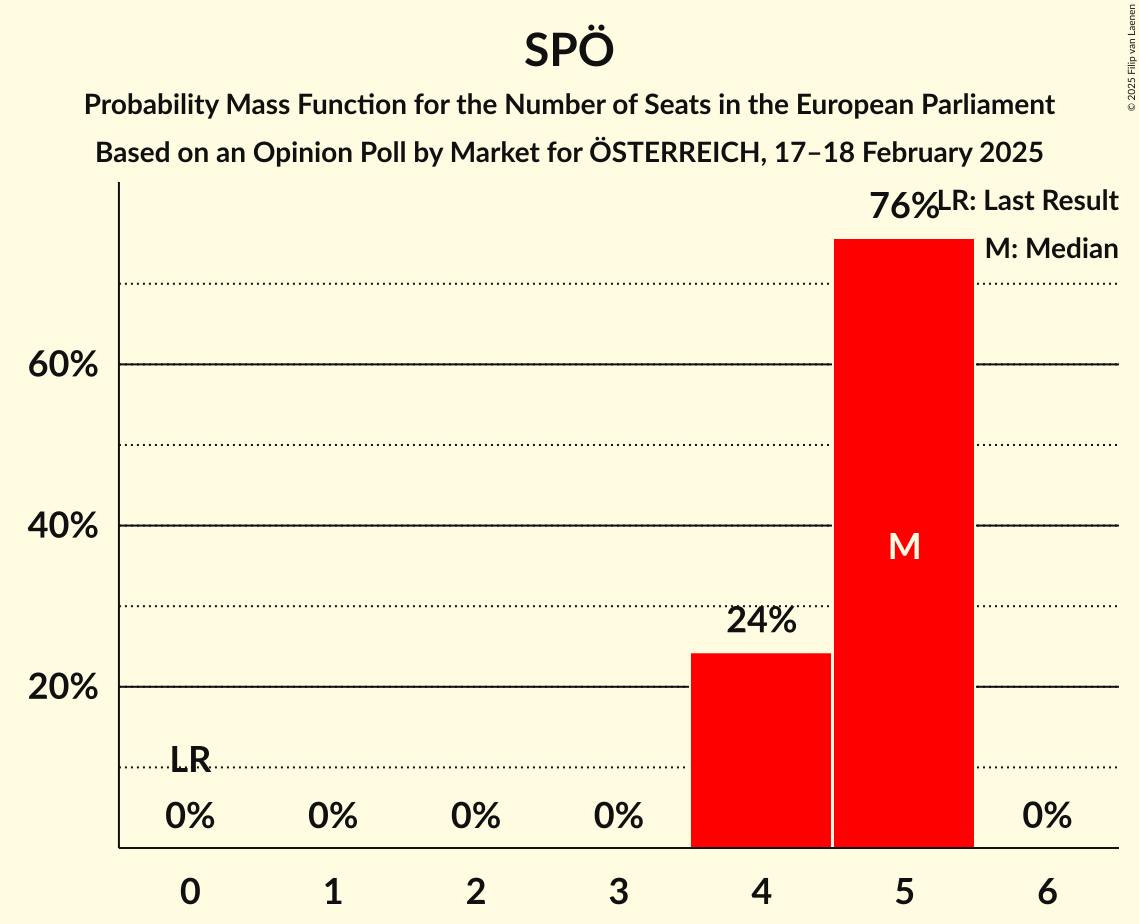 SPÖ
Probability Mass Function for the Number of Seats in the European Parliament
Based on an Opinion Poll by Market for ÖSTERREICH, 17–18 February 2025
© 2025 Filip van Laenen
LR: Last Result
M: Median
76%
60%
40%
M
24%
20%
LR
0% 0% 0% 0% 0%
0 1 2 3 4 5 6